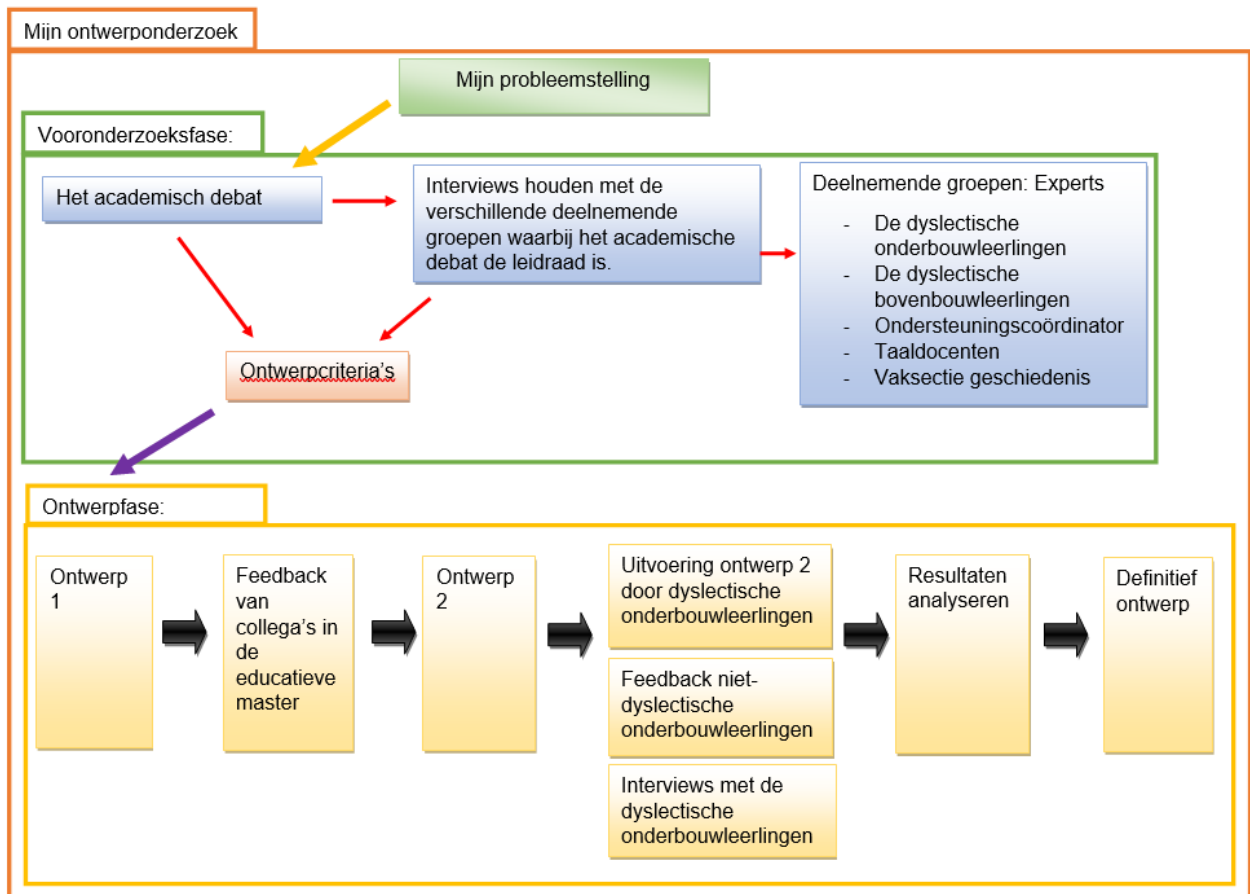 Mijn ontwerponderzoek
Mijn probleemstelling
Vooronderzoeksfase:
Het academisch debat
Interviews houden met de
verschillende deelnemende
groepen waarbij het academische
debat de leidraad is.
Deelnemende groepen: Experts
- De dyslectische
onderbouwleerlingen
- De dyslectische
bovenbouwleerlingen
- Ondersteuningscoördinator
- Taaldocenten
- Vaksectie geschiedenis
Ontwerpcriteria's
Ontwerpfase:
Ontwerp
1
Feedback
van
collega's in
de
educatieve
master
Ontwerp
2
Uitvoering ontwerp 2
door dyslectische
onderbouwleerlingen
Feedback niet-
dyslectische
onderbouwleerlingen
Interviews met de
dyslectische
onderbouwleerlingen
Resultaten
analyseren
Definitief
ontwerp